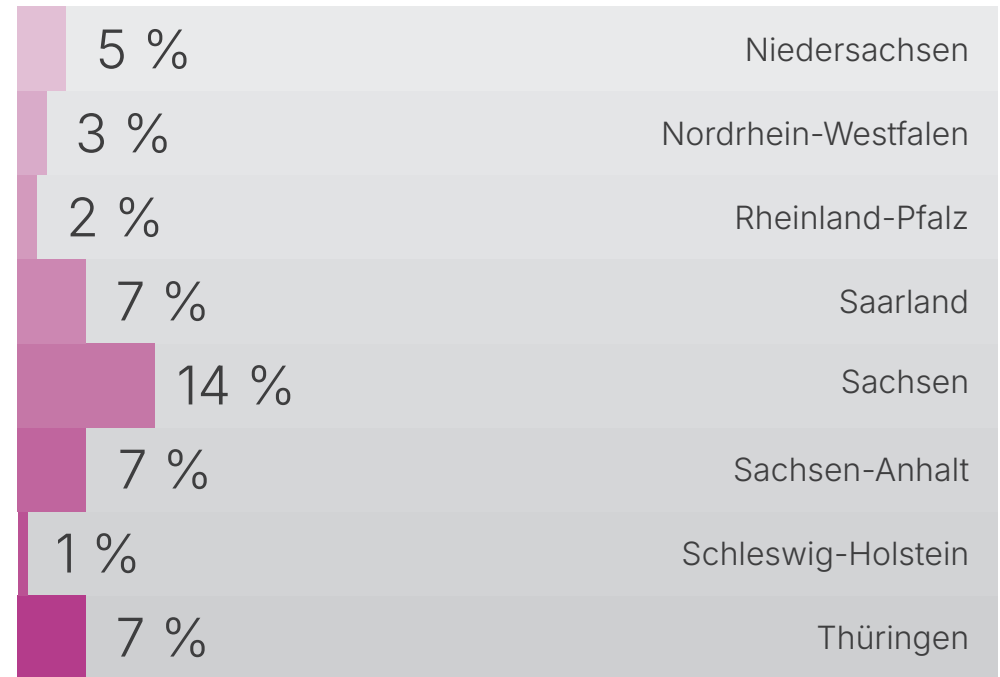 5 % Niedersachsen
3 % Nordrhein-Westfalen
2 % Rheinland-Pfalz
7 % Saarland
14 % Sachsen
7 % Sachsen-Anhalt
1 % Schleswig-Holstein
7 % Thüringen